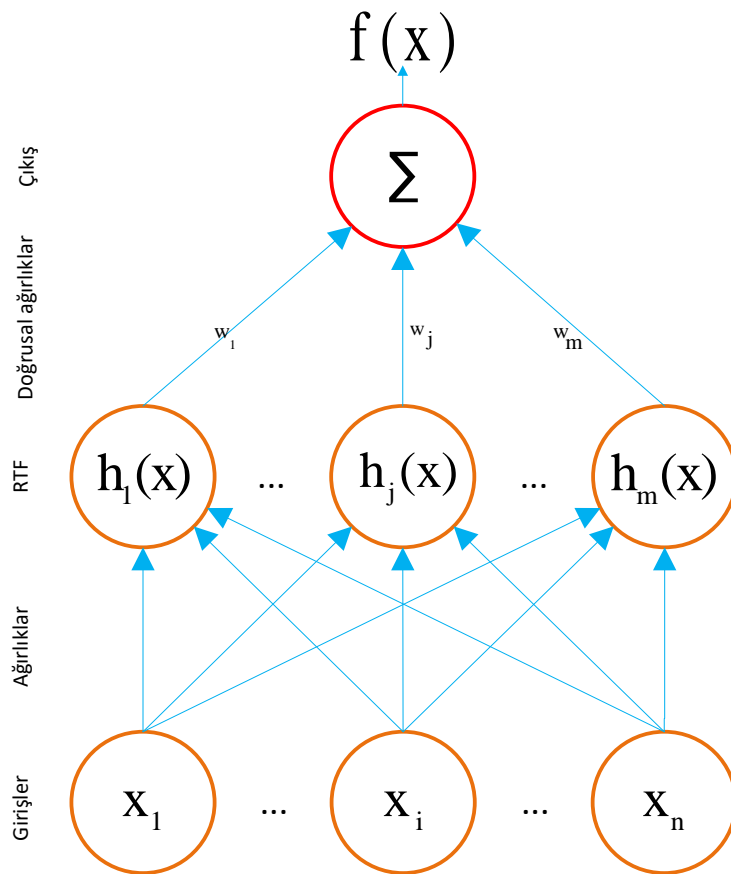 f(x)
Çıkış
Σ
Doğrusal ağırlıklar
w₁
wⱼ
wₘ
RTF
h₁(x) ... hⱼ(x) ... hₘ(x)
Ağırlıklar
Girişler
x₁ ... xᵢ ... xₙ